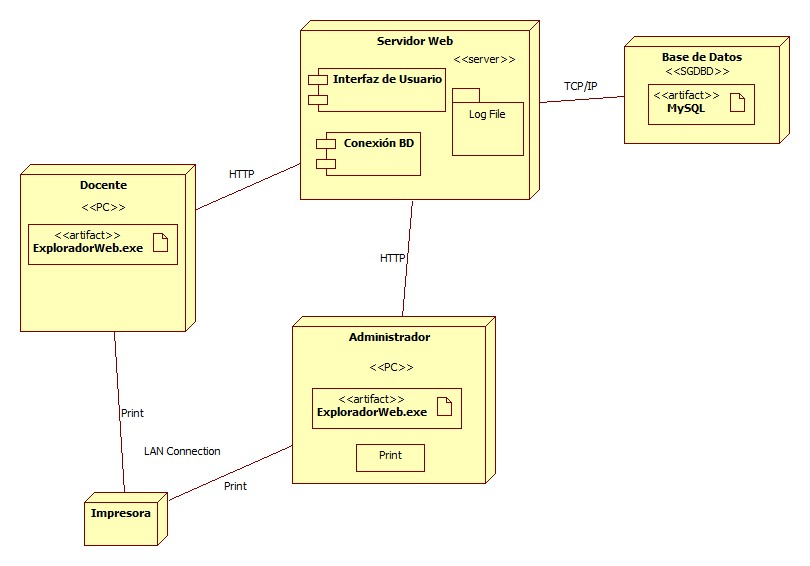 Servidor Web
<<server>>
Interfaz de Usuario
Log File
Conexión BD
Base de Datos
<<SGDBD>>
<<artifact>>
MySQL
TCP/IP
HTTP
Docente
<<PC>>
<<artifact>>
ExploradorWeb.exe
HTTP
Administrador
<<PC>>
<<artifact>>
ExploradorWeb.exe
Print
Print
LAN Connection
Print
Impresora